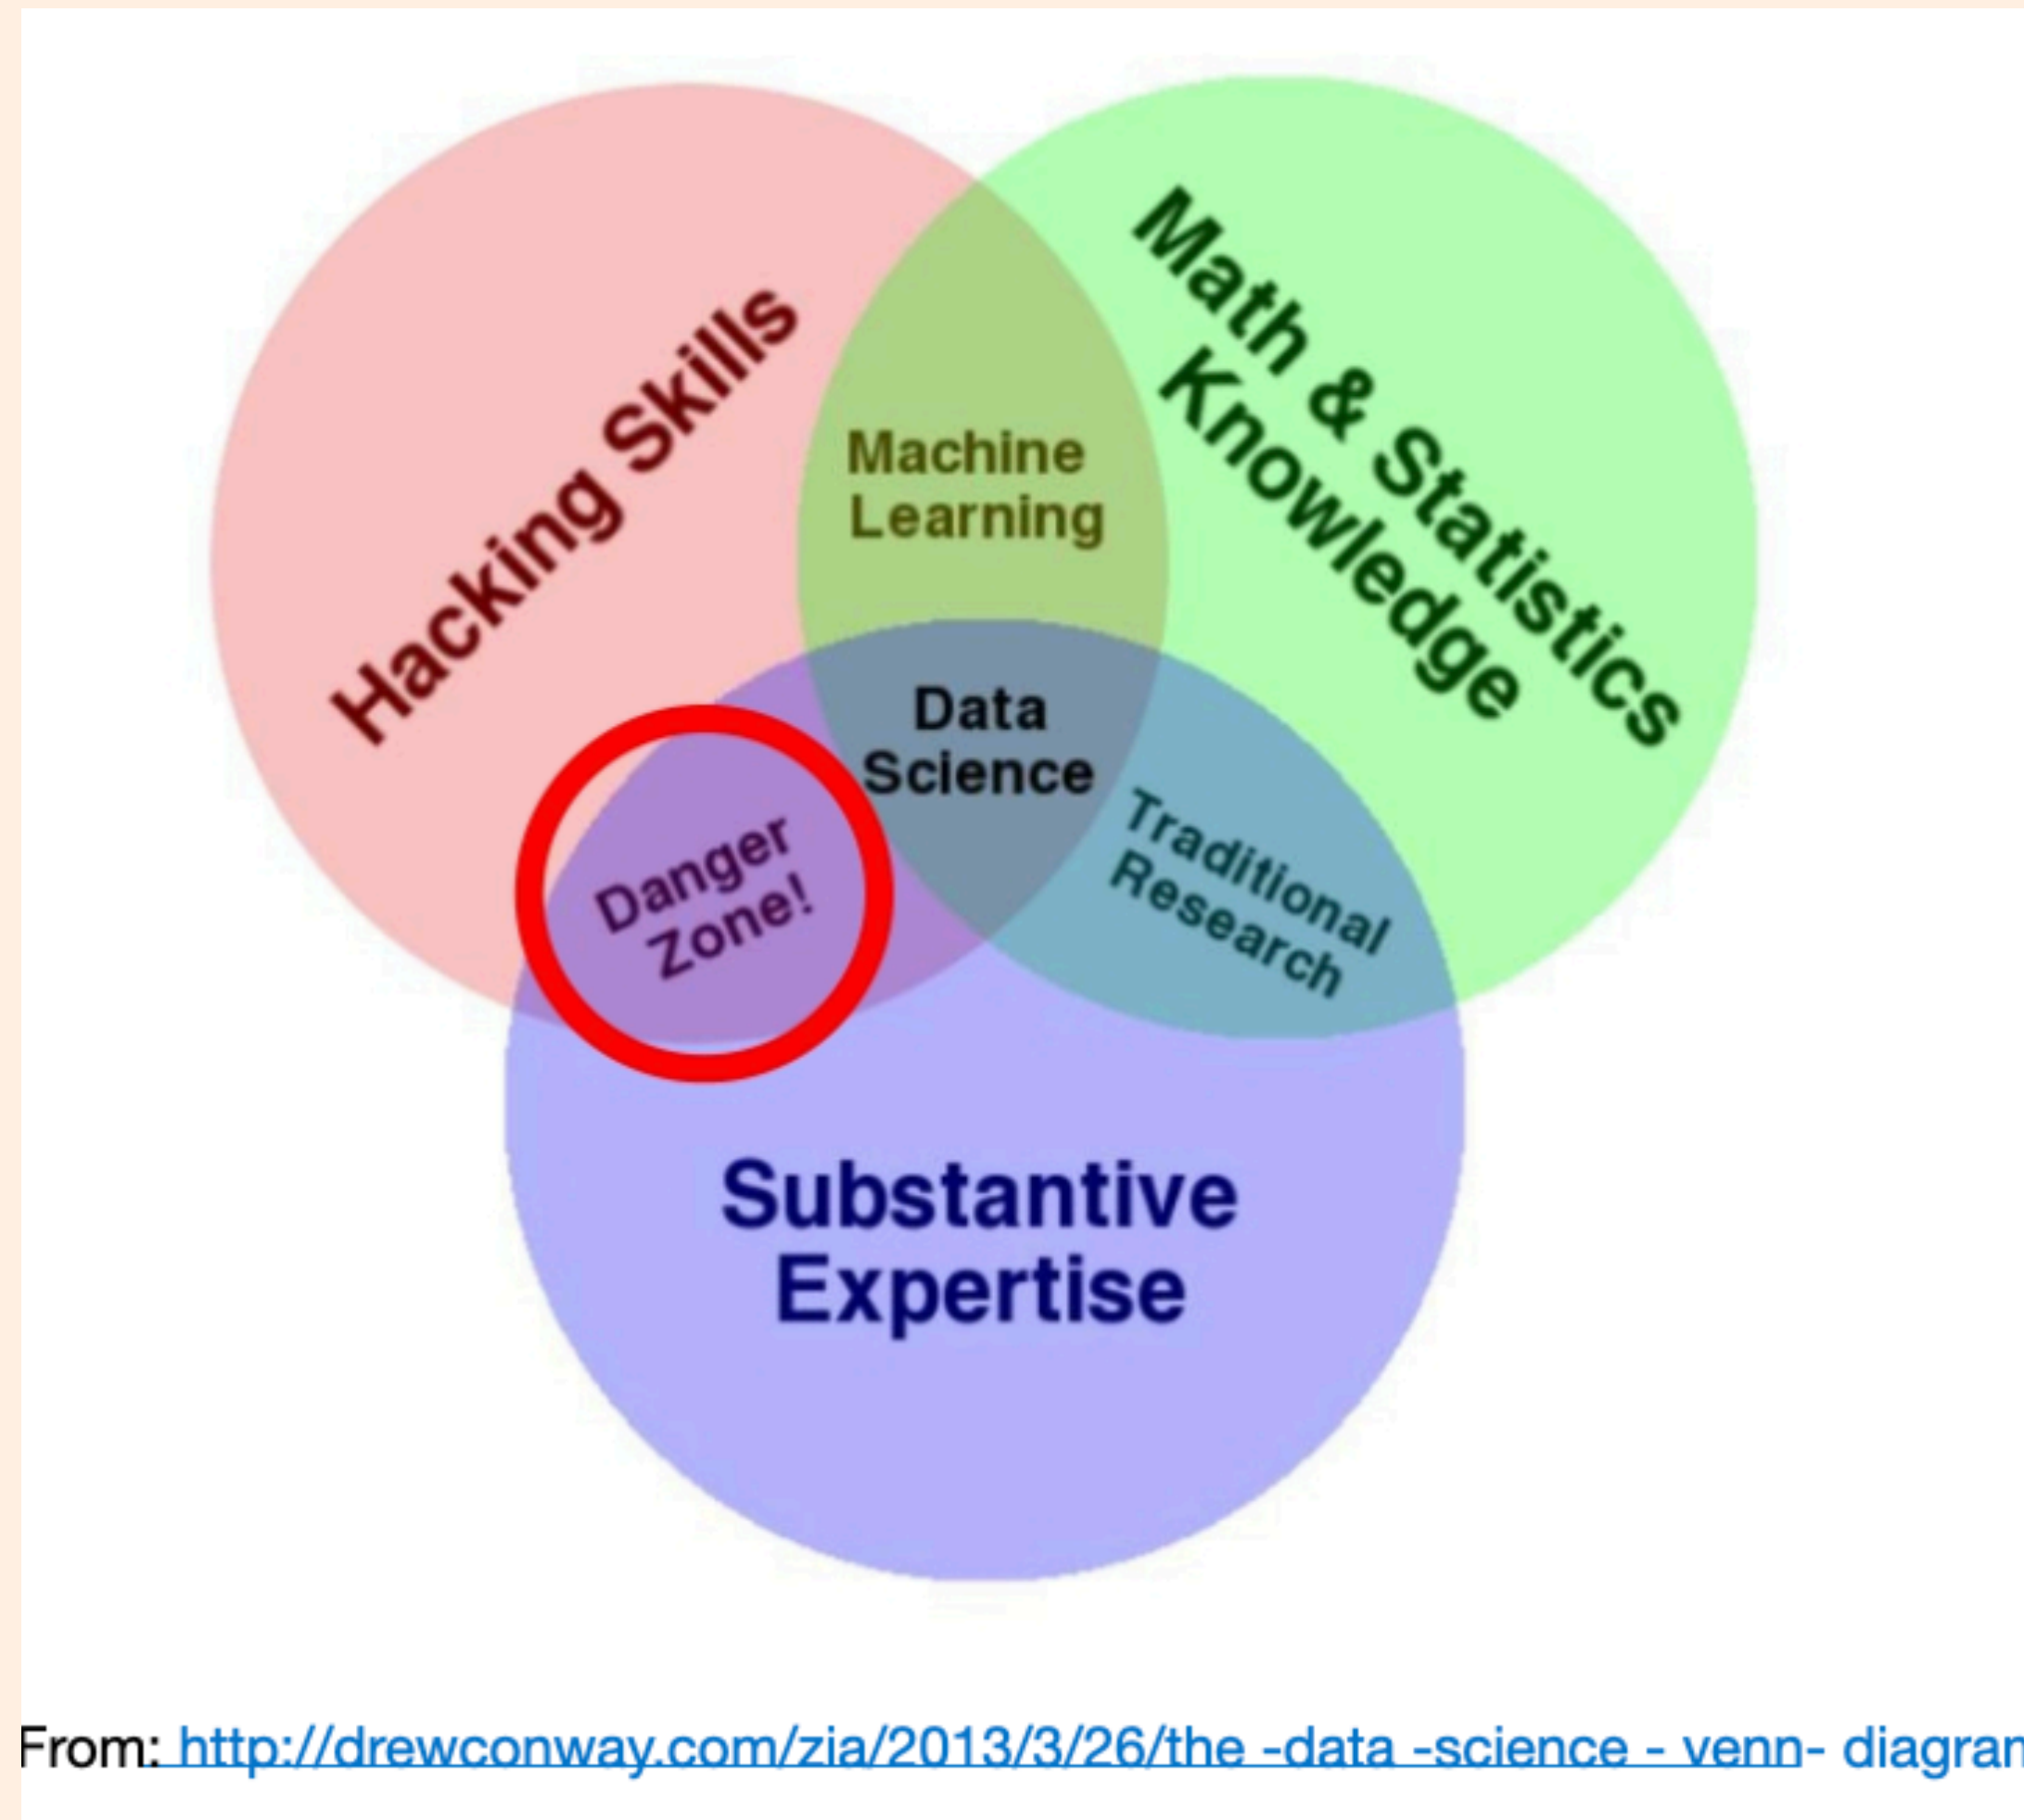 Hacking Skills
Math & Statistics
Knowledge
Machine
Learning
Data
Science
Danger
Zone!
Traditional
Research
Substantive
Expertise
From: http://drewconway.com/zia/2013/3/26/the -data -science - venn- diagran